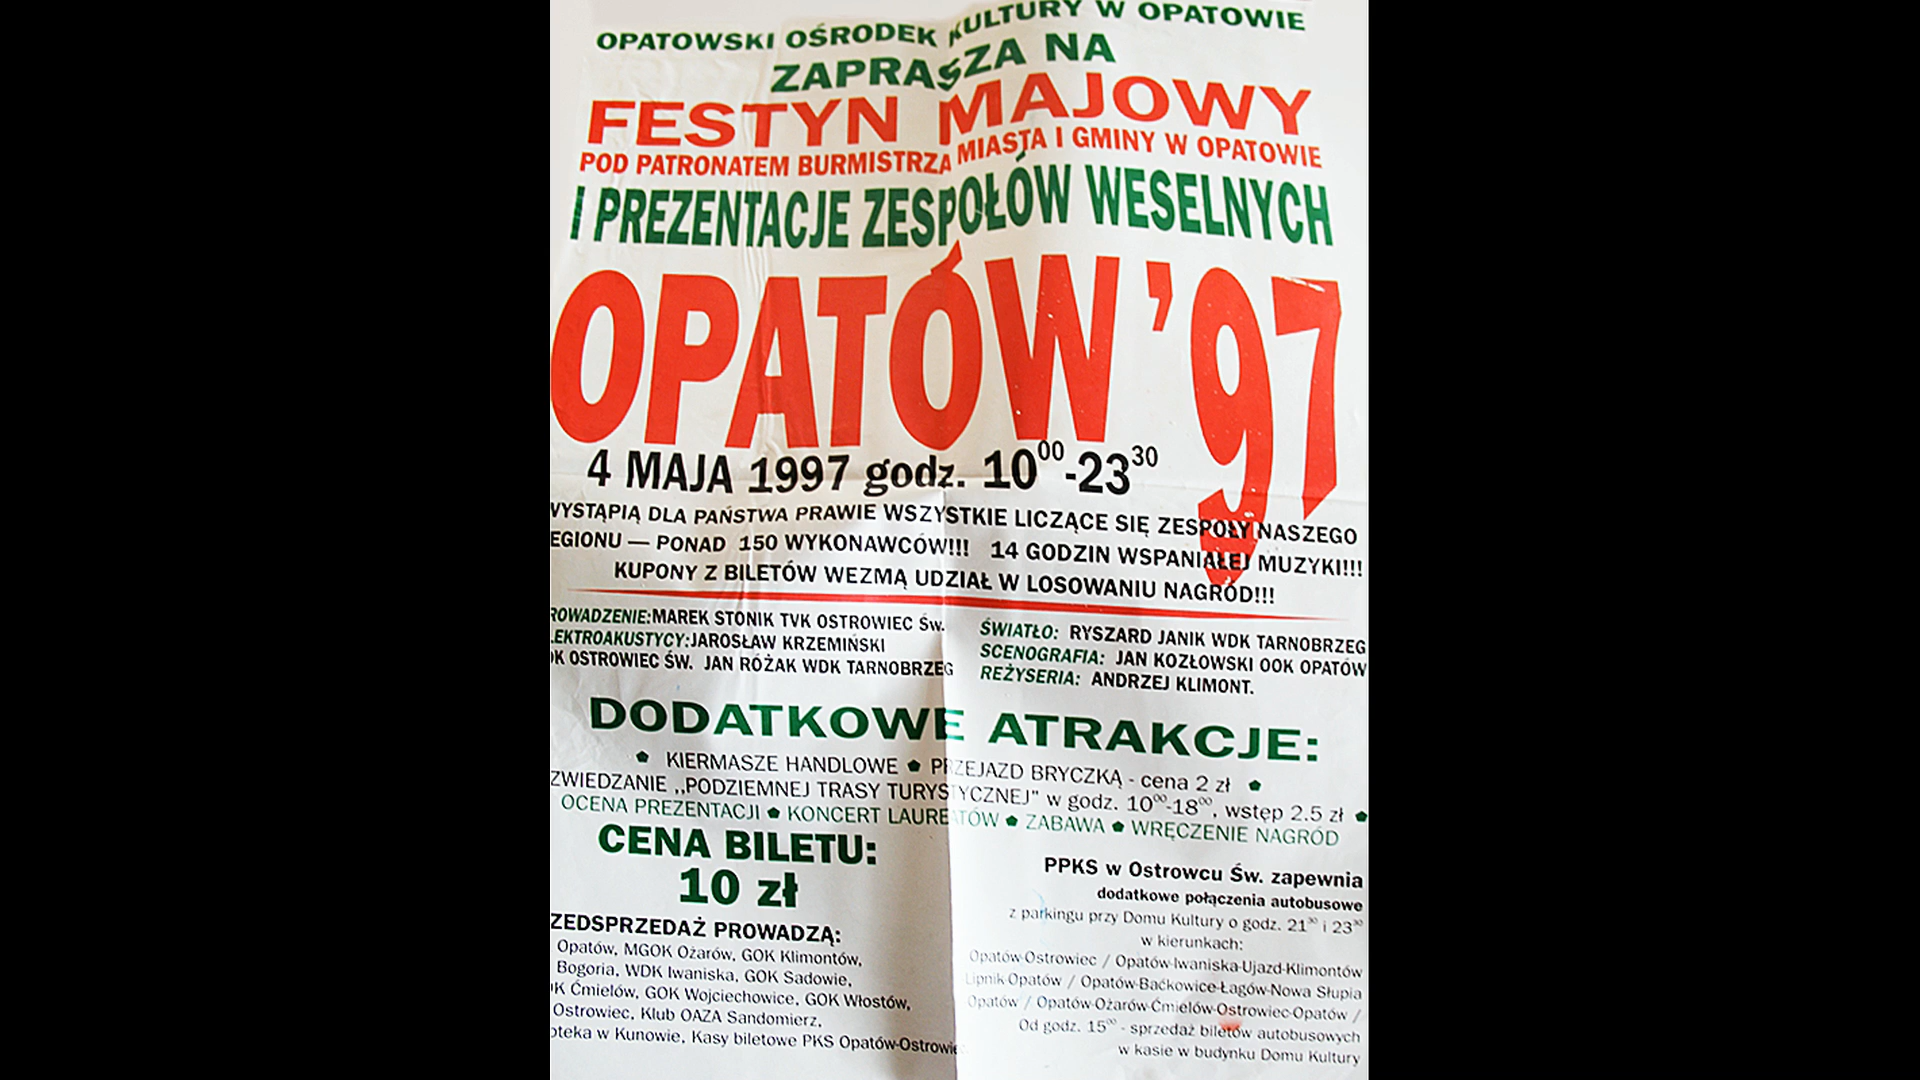 OPATOWSKI OŚRODEK KULTURY W OPATOWIE
ZAPRASZA NA
FESTYN MAJOWY
POD PATRONATEM BURMISTRZA MIASTA I GMINY W OPATOWIE
I PREZENTACJE ZESPOŁÓW WESELNYCH
OPATÓW '97
4 MAJA 1997 godz. 10⁰⁰-23³⁰
WYSTĄPIĄ DLA PAŃSTWA PRAWIE WSZYSTKIE LICZĄCE SIĘ ZESPOŁY NASZEGO
EGIONU — PONAD 150 WYKONAWCÓW!!! 14 GODZIN WSPANIAŁEJ MUZYKI!!!
KUPONY Z BILETÓW WEZMĄ UDZIAŁ W LOSOWANIU NAGRÓD!!!
ROWADZENIE: MAREK STONIK TVK OSTROWIEC Św.
LEKTROAKUSTYCY: JAROSŁAW KRZEMIŃSKI
OK OSTROWIEC ŚW. JAN RÓŻAK WDK TARNOBRZEG
ŚWIATŁO: RYSZARD JANIK WDK TARNOBRZEG
SCENOGRAFIA: JAN KOZŁOWSKI OOK OPATÓW
REŻYSERIA: ANDRZEJ KLIMONT.
DODATKOWE ATRAKCJE:
KIERMASZE HANDLOWE PRZEJAZD BRYCZKĄ - cena 2 zł
ZWIEDZANIE ,,PODZIEMNEJ TRASY TURYSTYCZNEJ" w godz. 10⁰⁰-18⁰⁰, wstęp 2.5 zł
OCENA PREZENTACJI KONCERT LAUREATÓW ZABAWA WRĘCZENIE NAGRÓD
CENA BILETU:
10 zł
ZEDSPRZEDAŻ PROWADZĄ:
Opatów, MGOK Ożarów, GOK Klimontów,
Bogoria, WDK Iwaniska, GOK Sadowie,
OK Ćmielów, GOK Wojciechowice, GOK Włostów,
Ostrowiec, Klub OAZA Sandomierz,
oteka w Kunowie, Kasy biletowe PKS Opatów-Ostrowiec
PPKS w Ostrowcu Św. zapewnia
dodatkowe połączenia autobusowe
z parkingu przy Domu Kultury o godz. 21³⁰ i 23³⁰
w kierunkach:
Opatów-Ostrowiec / Opatów-Iwaniska-Ujazd-Klimontów
Lipnik-Opatów / Opatów-Baćkowice-Łagów-Nowa Słupia
Opatów / Opatów-Ożarów-Ćmielów-Ostrowiec-Opatów /
Od godz. 15⁰⁰ - sprzedaż biletów autobusowych
w kasie w budynku Domu Kultury